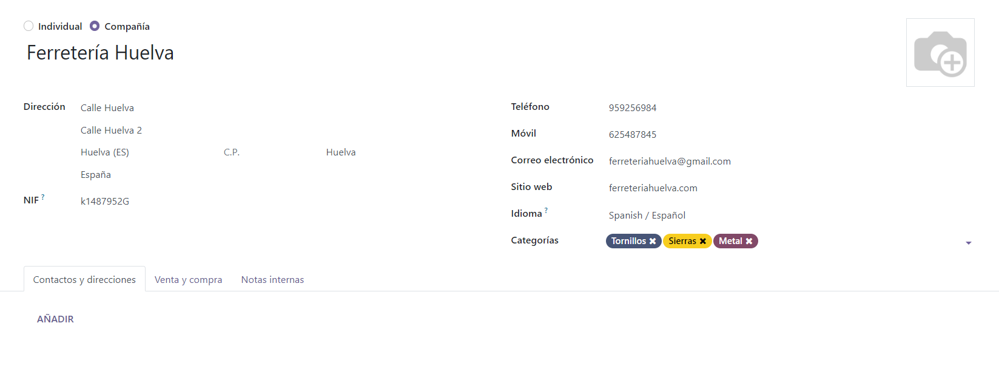 Individual Compañía
Ferretería Huelva
Dirección Calle Huelva
Calle Huelva 2
Huelva (ES) C.P. Huelva
España
NIF ? k1487952G
Teléfono 959256984
Móvil 625487845
Correo electrónico ferreteriahuelva@gmail.com
Sitio web ferreteriahuelva.com
Idioma ? Spanish / Español
Categorías Tornillos ✖ Sierras ✖ Metal ✖
Contactos y direcciones Venta y compra Notas internas
AÑADIR